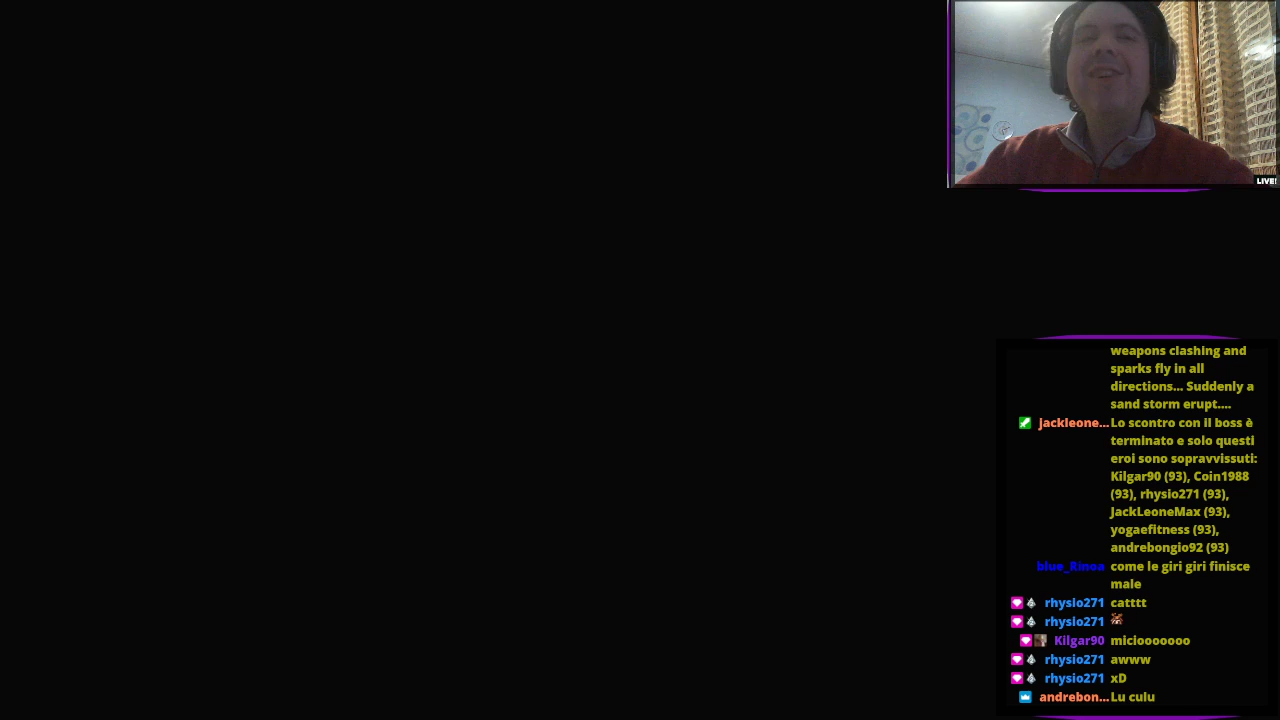 LIVE!
weapons clashing and
sparks fly in all
directions... Suddenly a
sand storm erupt....
Jackleone... Lo scontro con il boss è
terminato e solo questi
eroi sono sopravvissuti:
Kilgar90 (93), Coin1988
(93), rhysio271 (93),
JackLeoneMax (93),
yogaefitness (93),
andrebongio92 (93)
blue_Rinoa come le giri giri finisce
male
rhysio271 catttt
rhysio271
Kilgar90 miciooooooo
rhysio271 awww
rhysio271 xD
andrebon... Lu culu